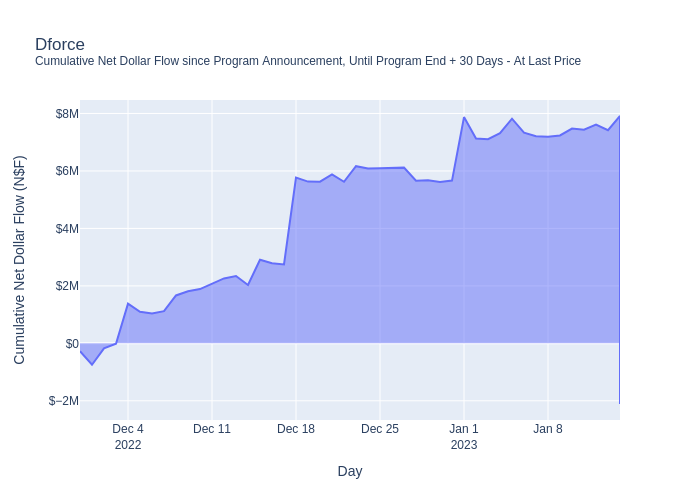 Dforce
Cumulative Net Dollar Flow since Program Announcement, Until Program End + 30 Days - At Last Price
Cumulative Net Dollar Flow (N$F)
$8M
$6M
$4M
$2M
$0
$−2M
Dec 4
2022
Dec 11
Dec 18
Dec 25
Jan 1
2023
Jan 8
Day